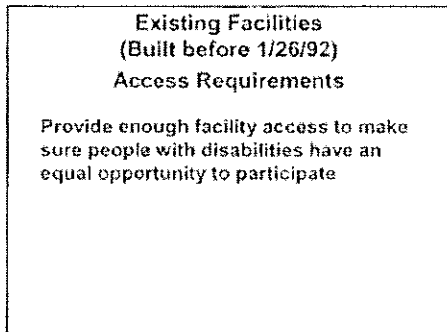 Existing Facilities
(Built before 1/26/92)
Access Requirements
Provide enough facility access to make
sure people with disabilities have an
equal opportunity to participate